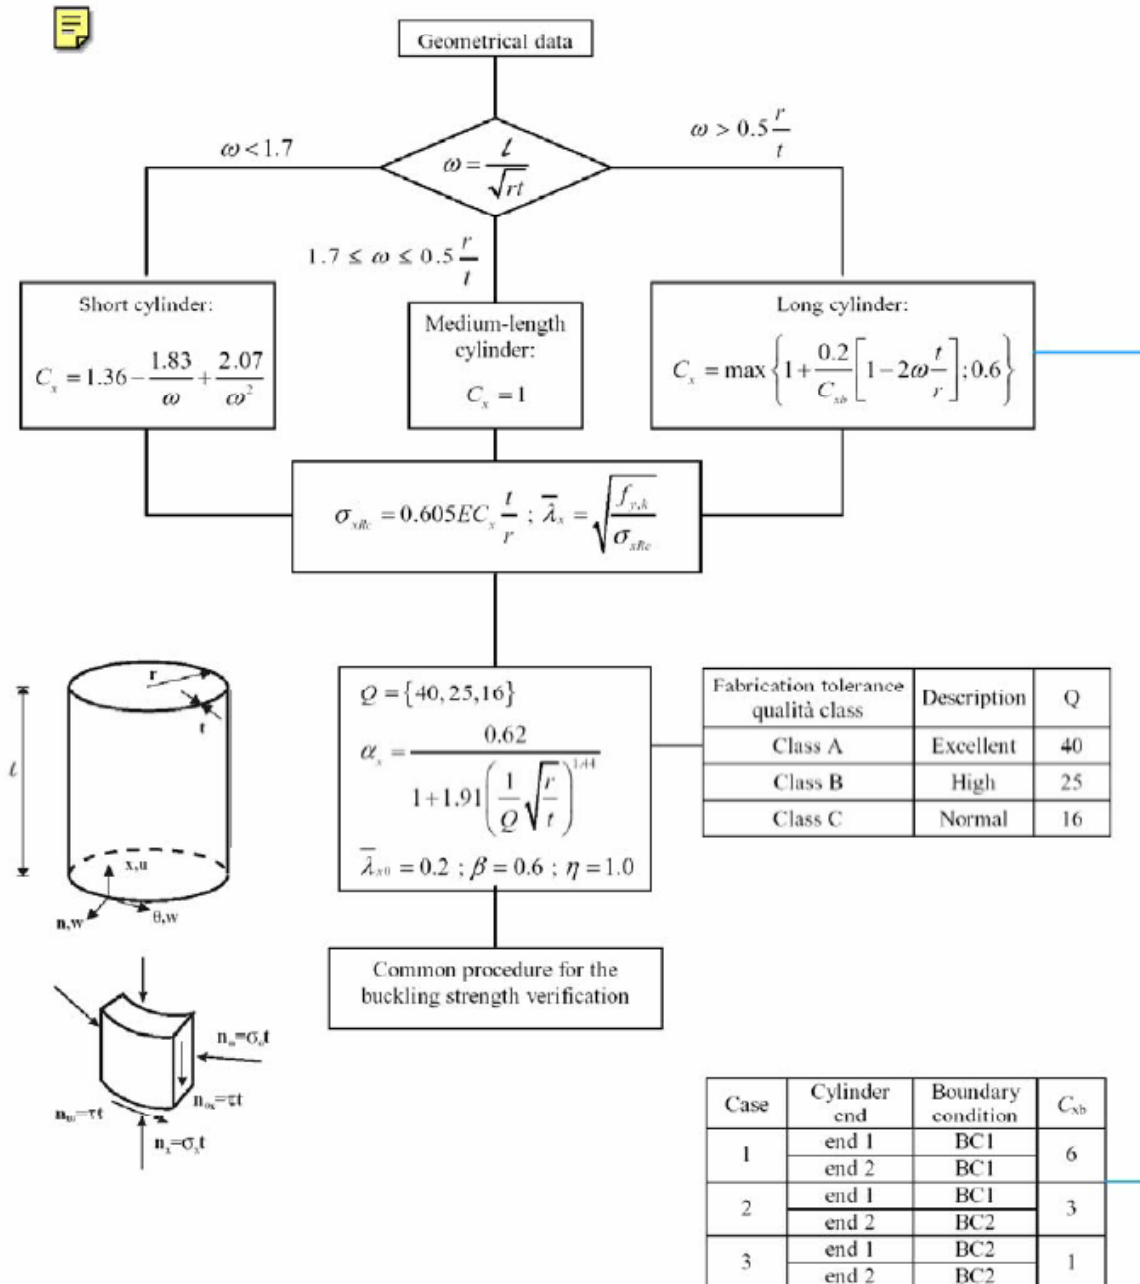 Geometrical data
ω < 1.7
ω = ℓ / √rt
ω > 0.5 r/t
1.7 ≤ ω ≤ 0.5 r/t
Short cylinder:
C_x = 1.36 − 1.83/ω + 2.07/ω²
Medium-length
cylinder:
C_x = 1
Long cylinder:
C_x = max {1 + 0.2/C_xb [1 − 2ω t/r]; 0.6}
σ_xRc = 0.605EC_x t/r ; λ̄_x = √(f_y,k / σ_xRc)
Q = {40, 25, 16}
α_x = 0.62 / (1 + 1.91 (1/Q √(r/t))^1.44)
λ̄_x0 = 0.2 ; β = 0.6 ; η = 1.0
Fabrication tolerance qualità class | Description | Q
Class A | Excellent | 40
Class B | High | 25
Class C | Normal | 16
Common procedure for the
buckling strength verification
r
t
ℓ
x,u
n,w
θ,w
n =σ t
n =τt
n =τt
n_x=σ_x t
Case | Cylinder end | Boundary condition | C_xb
1 | end 1 | BC1 | 6
end 2 | BC1
2 | end 1 | BC1 | 3
end 2 | BC2
3 | end 1 | BC2 | 1
end 2 | BC2